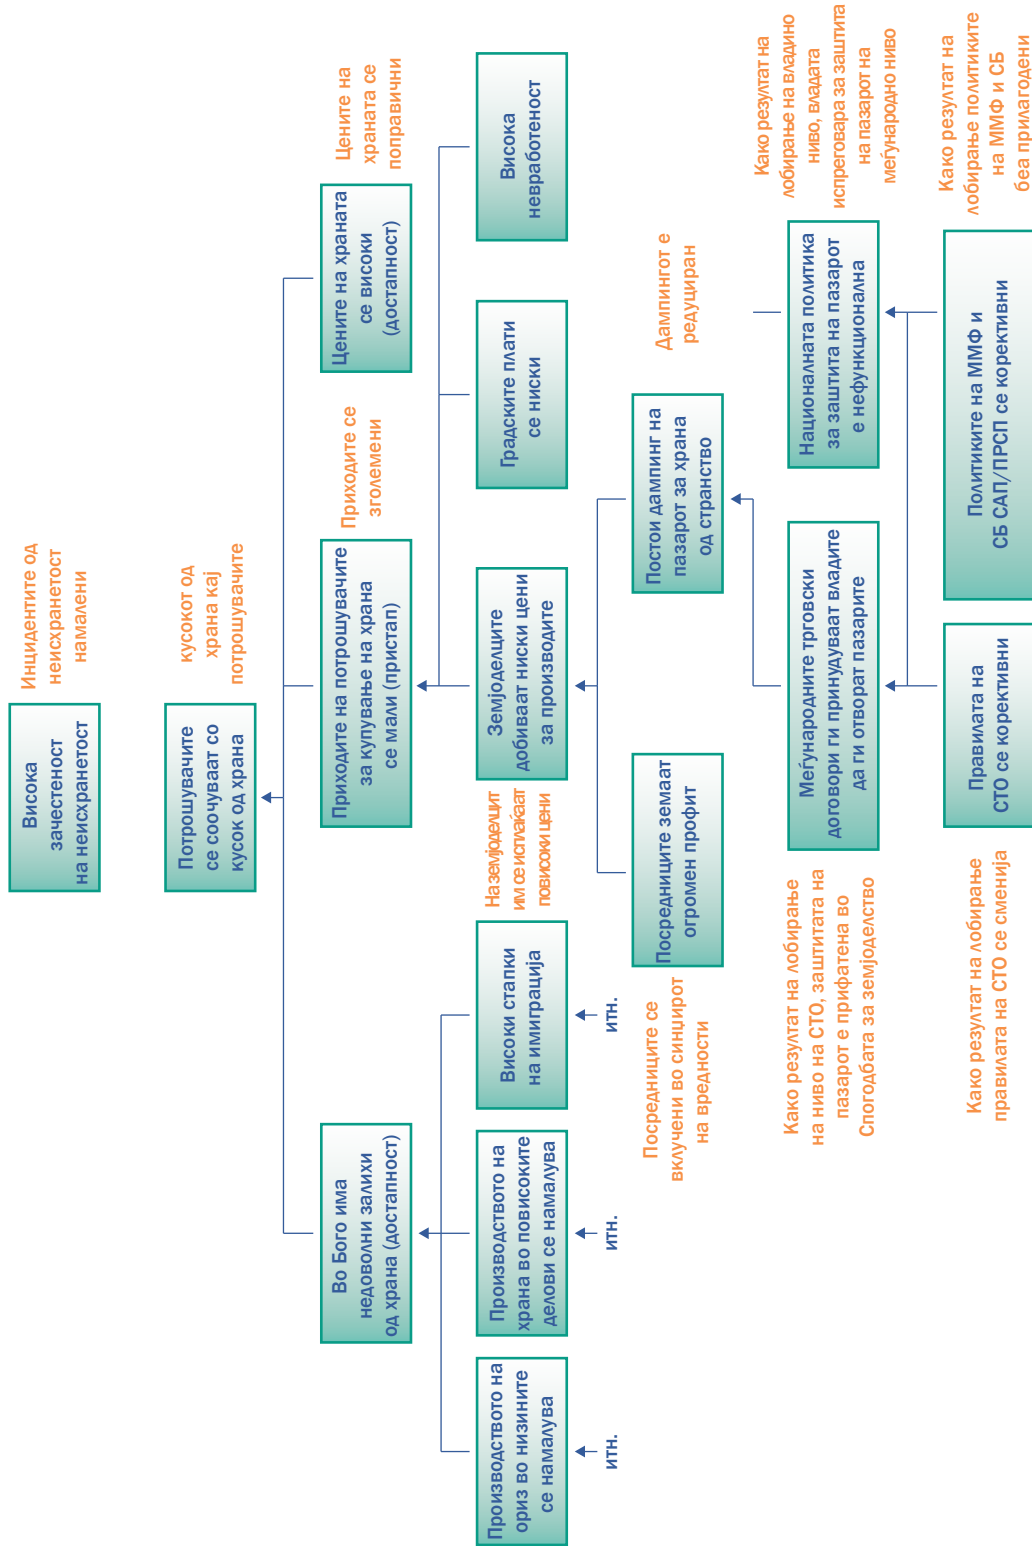 Висока
зачестеност
на неисхранетост
Инцидентите од
неисхранетост
намалени
Потрошувачите
се соочуваат со
кусок од храна
кусокот од
храна кај
потрошувачите
Во Бого има
недоволни залихи
од храна (достапност)
Приходите на потрошувачите
за купување на храна
се мали (пристап)
Приходите се
зголемени
Цените на храната
се високи
(достапност)
Цените на
храната се
поправични
Производството на
ориз во низините
се намалува
Производството на
храна во повисоките
делови се намалува
Високи стапки
на имиграција
На земјоделцит
им се исплаќаат
повисоки цени
Земјоделците
добиваат ниски цени
за производите
Градските плати
се ниски
Висока
невработеност
итн.
итн.
итн.
Посредниците се
вклучени во синџирот
на вредности
Посредниците земаат
огромен профит
Постои дампинг на
пазарот за храна
од странство
Дампингот е
редуциран
Како резултат на лобирање
на ниво на СТО, заштитата на
пазарот е прифатена во
Спогодбата за земјоделство
Меѓународните трговски
договори ги принудуваат владите
да ги отворат пазарите
Националната политика
за заштита на пазарот
е нефункционална
Како резултат на
лобирање на владино
ниво, владата
испреговара за заштита
на пазарот на
меѓународно ниво
Како резултат на лобирање
правилата на СТО се сменија
Правилата на
СТО се корективни
Политиките на ММФ и
СБ САП/ПРСП се корективни
Како резултат на
лобирање политиките
на ММФ и СБ
беа прилагодени